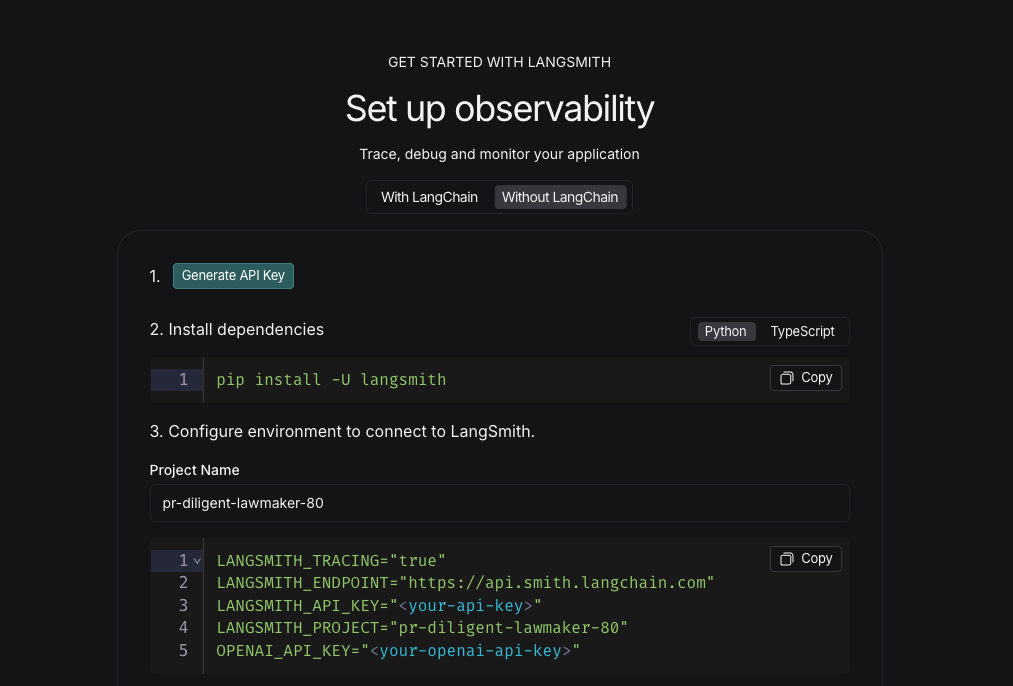 GET STARTED WITH LANGSMITH
Set up observability
Trace, debug and monitor your application
With LangChain Without LangChain
1. Generate API Key
2. Install dependencies
Python TypeScript
1 pip install -U langsmith
Copy
3. Configure environment to connect to LangSmith.
Project Name
pr-diligent-lawmaker-80
Copy
1 LANGSMITH_TRACING="true"
2 LANGSMITH_ENDPOINT="https://api.smith.langchain.com"
3 LANGSMITH_API_KEY="<your-api-key>"
4 LANGSMITH_PROJECT="pr-diligent-lawmaker-80"
5 OPENAI_API_KEY="<your-openai-api-key>"